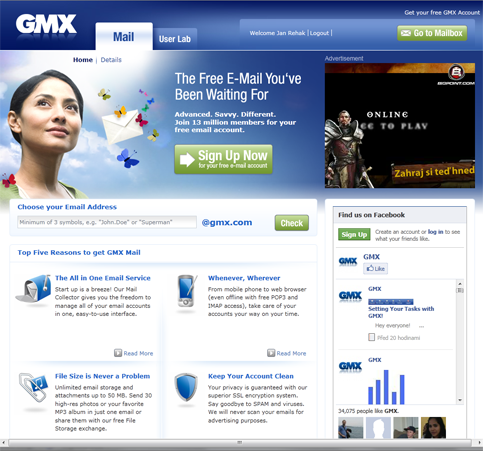 Get your free GMX Account
GMX
Mail
User Lab
Welcome Jan Rehak | Logout |
Go to Mailbox
Home | Details
Advertisement
The Free E-Mail You've
Been Waiting For
Advanced. Savvy. Different.
Join 13 million members for your
free email account.
Sign Up Now
for your free e-mail account
BIGPOINT.COM
ONLINE
EE TO PLAY
Zahraj si teď hned
Choose your Email Address
Minimum of 3 symbols, e.g. "John.Doe" or "Superman"
@gmx.com
Check
Top Five Reasons to get GMX Mail
The All in One Email Service
Start up is a breeze! Our Mail
Collector gives you the freedom to
manage all of your email accounts
in one, easy-to-use interface.
Read More
Whenever, Wherever
From mobile phone to web browser
(even offline with free POP3 and
IMAP access), take care of your
accounts your way on your time.
Read More
File Size is Never a Problem
Unlimited email storage and
attachments up to 50 MB. Send 30
high-res photos or your favorite
MP3 album in just one email or
share them with our free File
Storage exchange.
Keep Your Account Clean
Your privacy is guaranteed with our
superior SSL encryption system.
Say goodbye to SPAM and viruses.
We will never scan your emails for
advertising purposes.
Find us on Facebook
Sign Up
Create an account or log in to see
what your friends like.
GMX
GMX
Like
GMX
GMX
Setting Your Tasks with
GMX!
Hey everyone! ...
Před 20 hodinami
GMX
GMX
34,075 people like GMX.